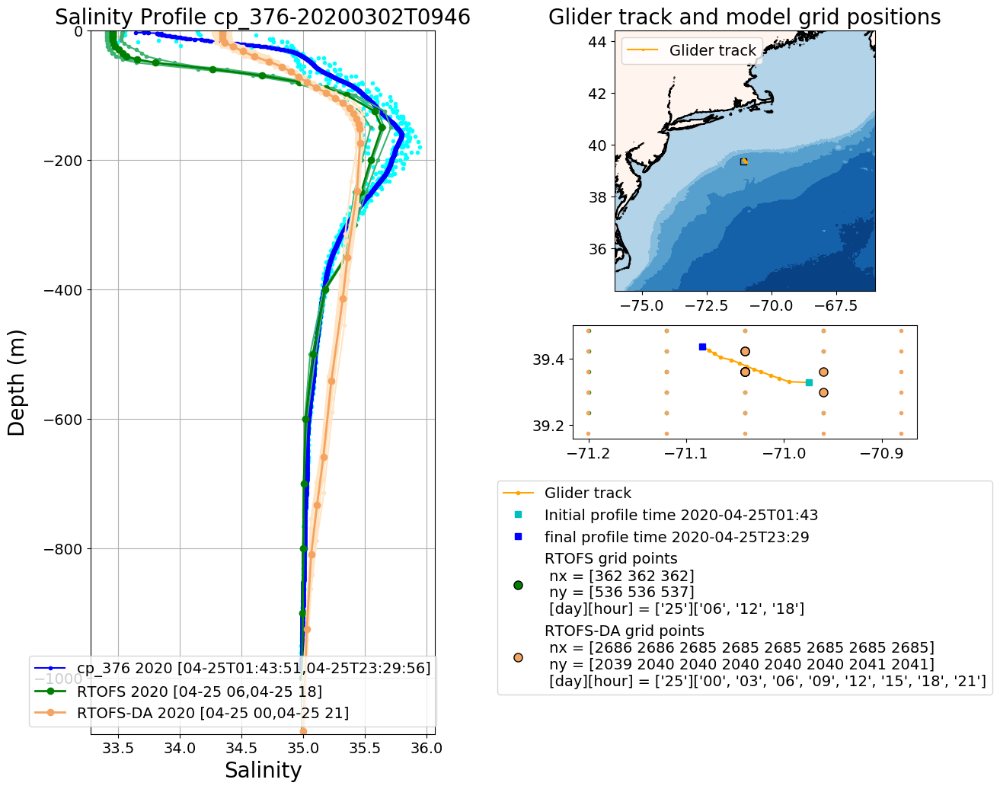 Salinity Profile cp_376-20200302T0946
0
−200
−400
−600
−800
−1000
Depth (m)
33.5
34.0
34.5
35.0
35.5
36.0
Salinity
cp_376 2020 [04-25T01:43:51,04-25T23:29:56]
RTOFS 2020 [04-25 06,04-25 18]
RTOFS-DA 2020 [04-25 00,04-25 21]
Glider track and model grid positions
Glider track
44
42
40
38
36
−75.0
−72.5
−70.0
−67.5
39.4
39.2
−71.2
−71.1
−71.0
−70.9
Glider track
Initial profile time 2020-04-25T01:43
final profile time 2020-04-25T23:29
RTOFS grid points
nx = [362 362 362]
ny = [536 536 537]
[day][hour] = ['25']['06', '12', '18']
RTOFS-DA grid points
nx = [2686 2686 2685 2685 2685 2685 2685 2685]
ny = [2039 2040 2040 2040 2040 2040 2041 2041]
[day][hour] = ['25']['00', '03', '06', '09', '12', '15', '18', '21']